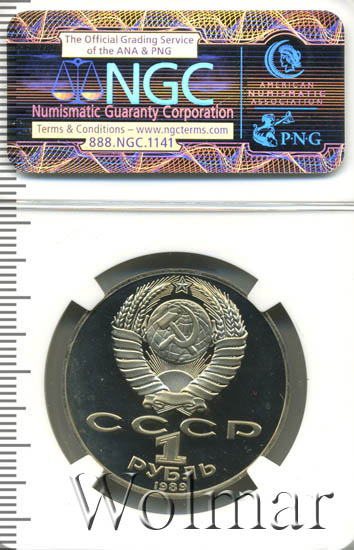 The Official Grading Service
of the ANA & PNG
NGC
Numismatic Guaranty Corporation
Terms & Conditions – www.ngcterms.com
888.NGC.1141
AMERICAN
NUMISMATIC
ASSOCIATION
P·N·G
СССР
1
РУБЛЬ
1989
Wolmar